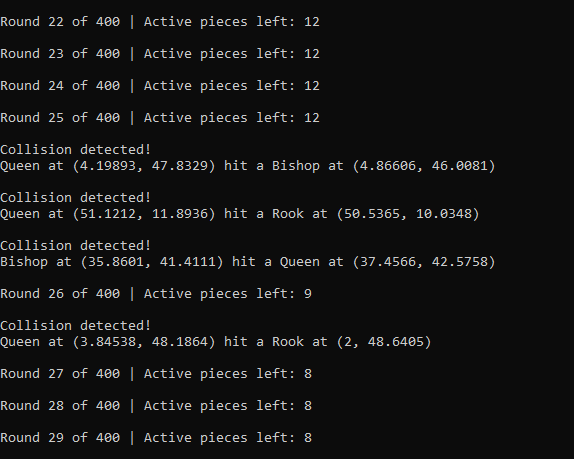 Round 22 of 400 | Active pieces left: 12
Round 23 of 400 | Active pieces left: 12
Round 24 of 400 | Active pieces left: 12
Round 25 of 400 | Active pieces left: 12
Collision detected!
Queen at (4.19893, 47.8329) hit a Bishop at (4.86606, 46.0081)
Collision detected!
Queen at (51.1212, 11.8936) hit a Rook at (50.5365, 10.0348)
Collision detected!
Bishop at (35.8601, 41.4111) hit a Queen at (37.4566, 42.5758)
Round 26 of 400 | Active pieces left: 9
Collision detected!
Queen at (3.84538, 48.1864) hit a Rook at (2, 48.6405)
Round 27 of 400 | Active pieces left: 8
Round 28 of 400 | Active pieces left: 8
Round 29 of 400 | Active pieces left: 8